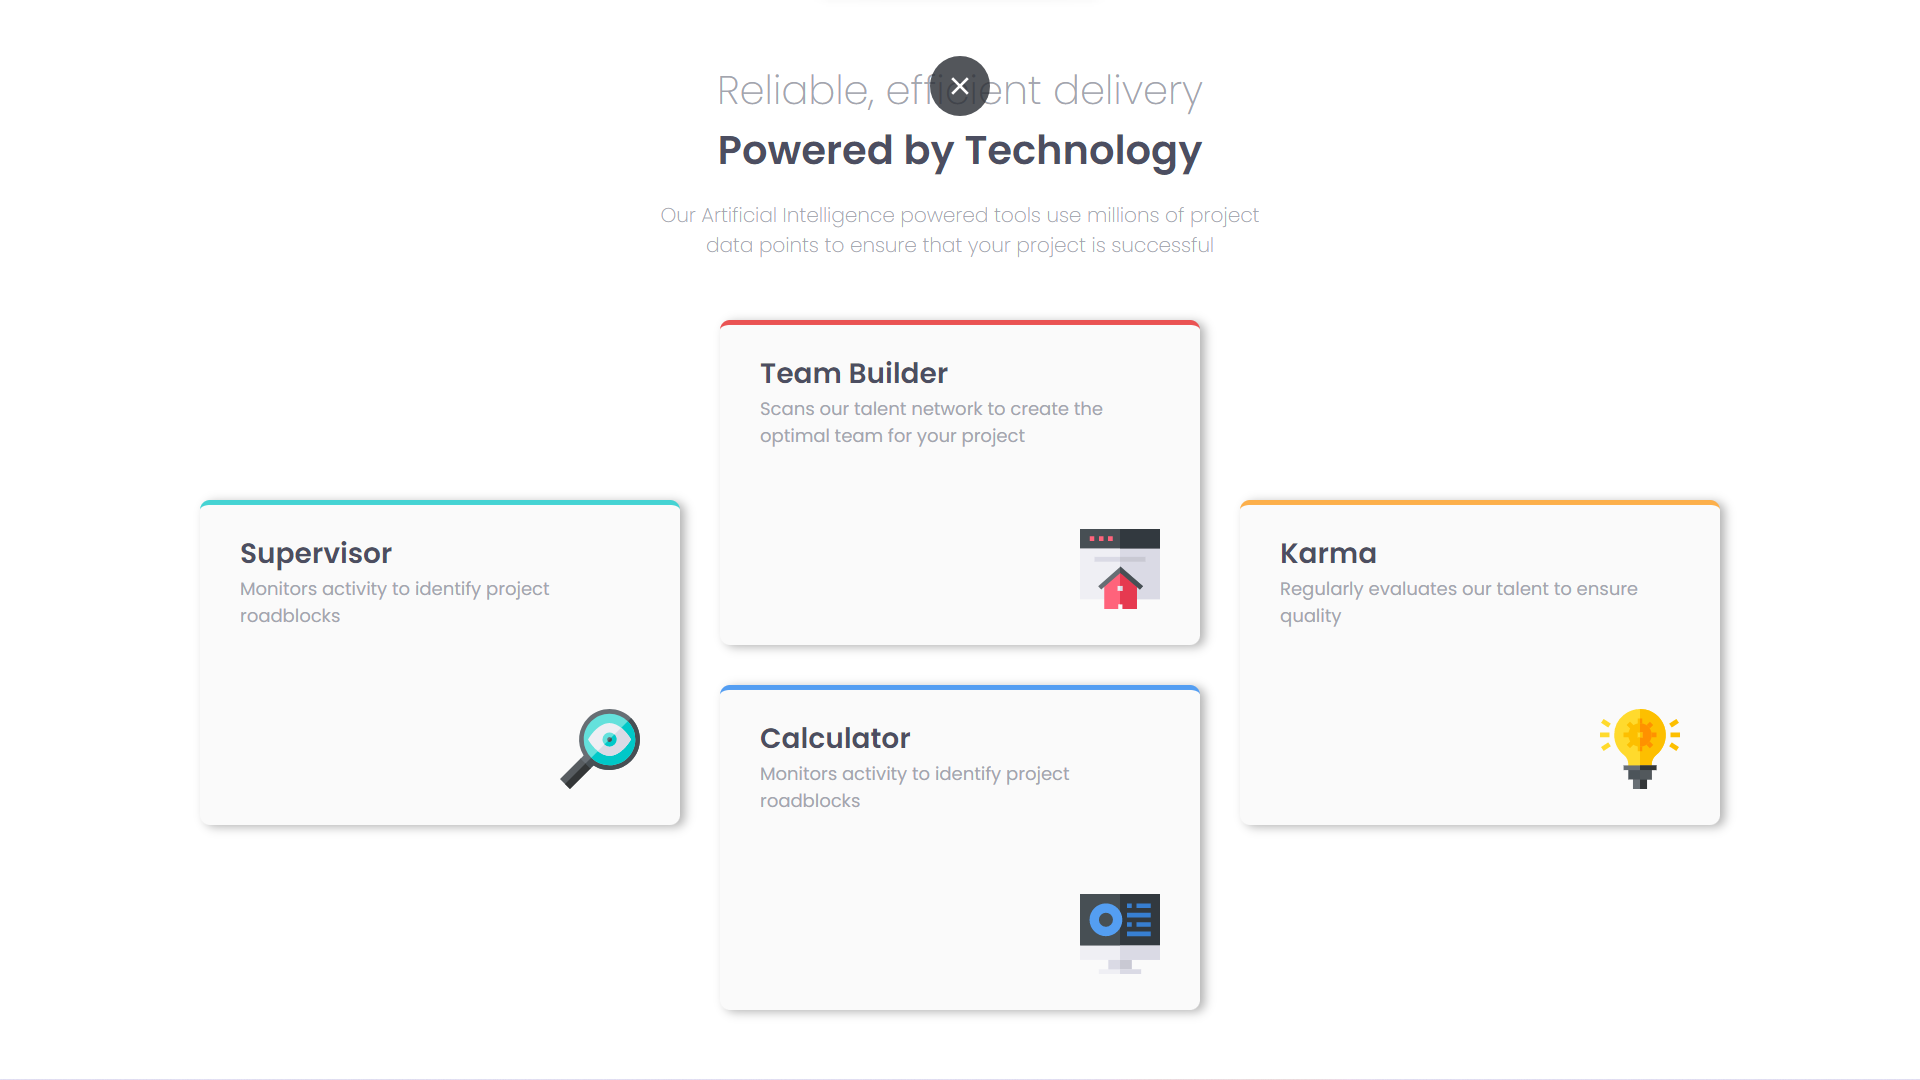 Reliable, efficient delivery
Powered by Technology
Our Artificial Intelligence powered tools use millions of project
data points to ensure that your project is successful
Supervisor
Monitors activity to identify project
roadblocks
Team Builder
Scans our talent network to create the
optimal team for your project
Calculator
Monitors activity to identify project
roadblocks
Karma
Regularly evaluates our talent to ensure
quality